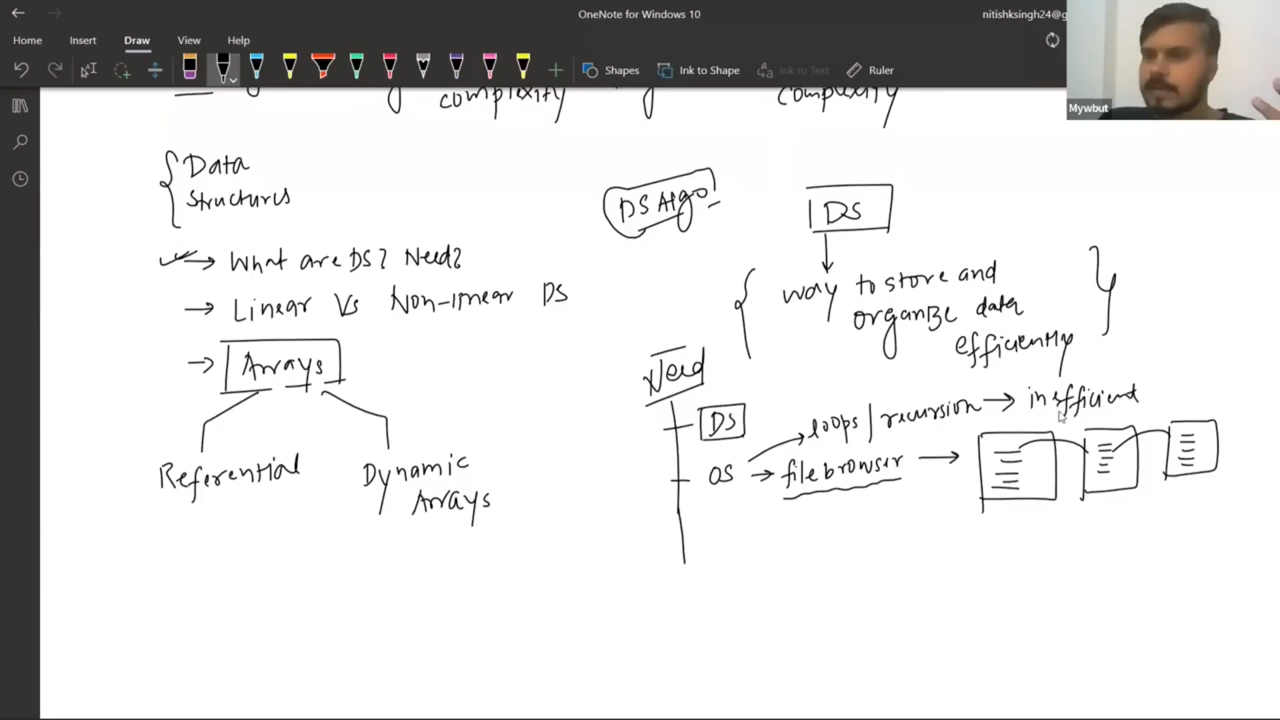 OneNote for Windows 10
nitishksingh24@g
Home Insert Draw View Help
Shapes Ink to Shape Ink to Text Ruler
Mywbut
complexity complexity
Data
Structures
DS Algo
DS
What are DS? Need?
Linear Vs Non-linear DS
way to store and
organize data
efficiently
Arrays
Need
DS
loops / recursion → inefficient
OS → file browser →
Referential
Dynamic
Arrays